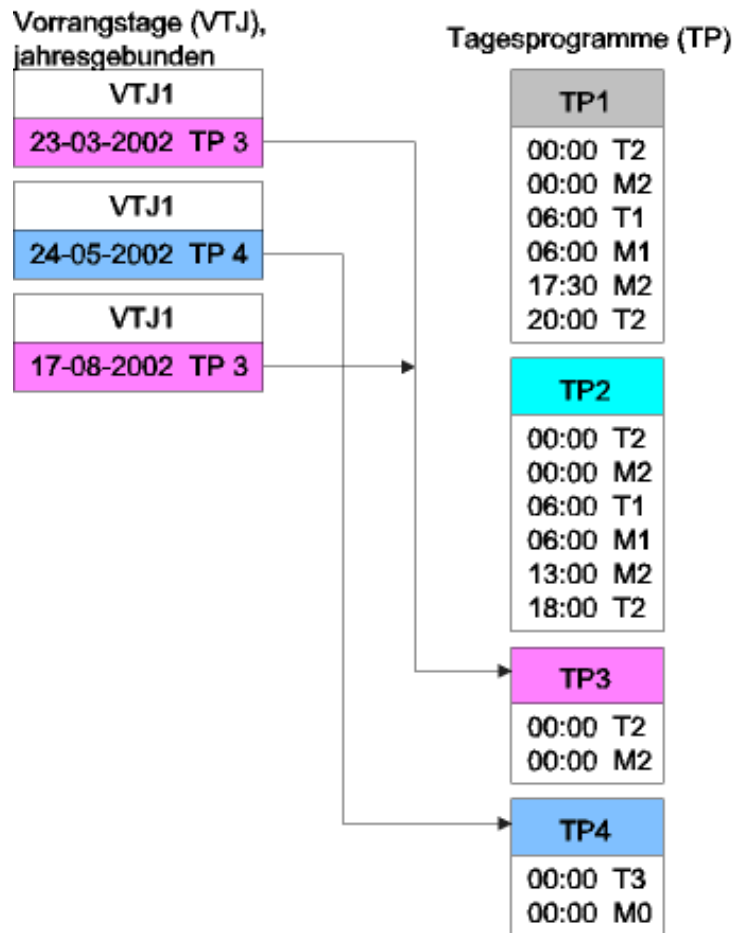 Vorrangstage (VTJ),
jahresgebunden
VTJ1
23-03-2002 TP 3
VTJ1
24-05-2002 TP 4
VTJ1
17-08-2002 TP 3
Tagesprogramme (TP)
TP1
00:00 T2
00:00 M2
06:00 T1
06:00 M1
17:30 M2
20:00 T2
TP2
00:00 T2
00:00 M2
06:00 T1
06:00 M1
13:00 M2
18:00 T2
TP3
00:00 T2
00:00 M2
TP4
00:00 T3
00:00 M0